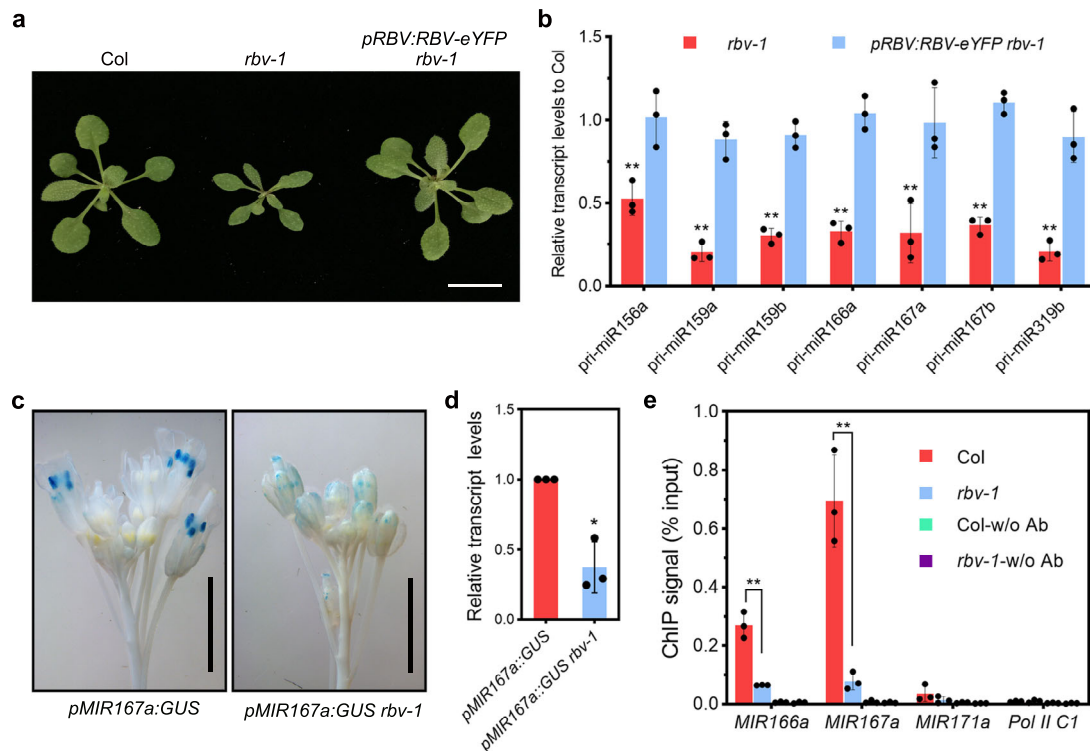 a
Col
rbv-1
pRBV:RBV-eYFP
rbv-1
b
rbv-1
pRBV:RBV-eYFP rbv-1
Relative transcript levels to Col
1.5
1.0
0.5
0.0
**
**
**
**
**
**
**
pri-miR156a
pri-miR159a
pri-miR159b
pri-miR166a
pri-miR167a
pri-miR167b
pri-miR319b
c
pMIR167a:GUS
pMIR167a:GUS rbv-1
d
Relative transcript levels
1.5
1.0
0.5
0.0
*
pMIR167a::GUS
pMIR167a::GUS rbv-1
e
ChIP signal (% input)
1.0
0.8
0.6
0.4
0.2
0.0
**
**
Col
rbv-1
Col-w/o Ab
rbv-1-w/o Ab
MIR166a
MIR167a
MIR171a
Pol II C1